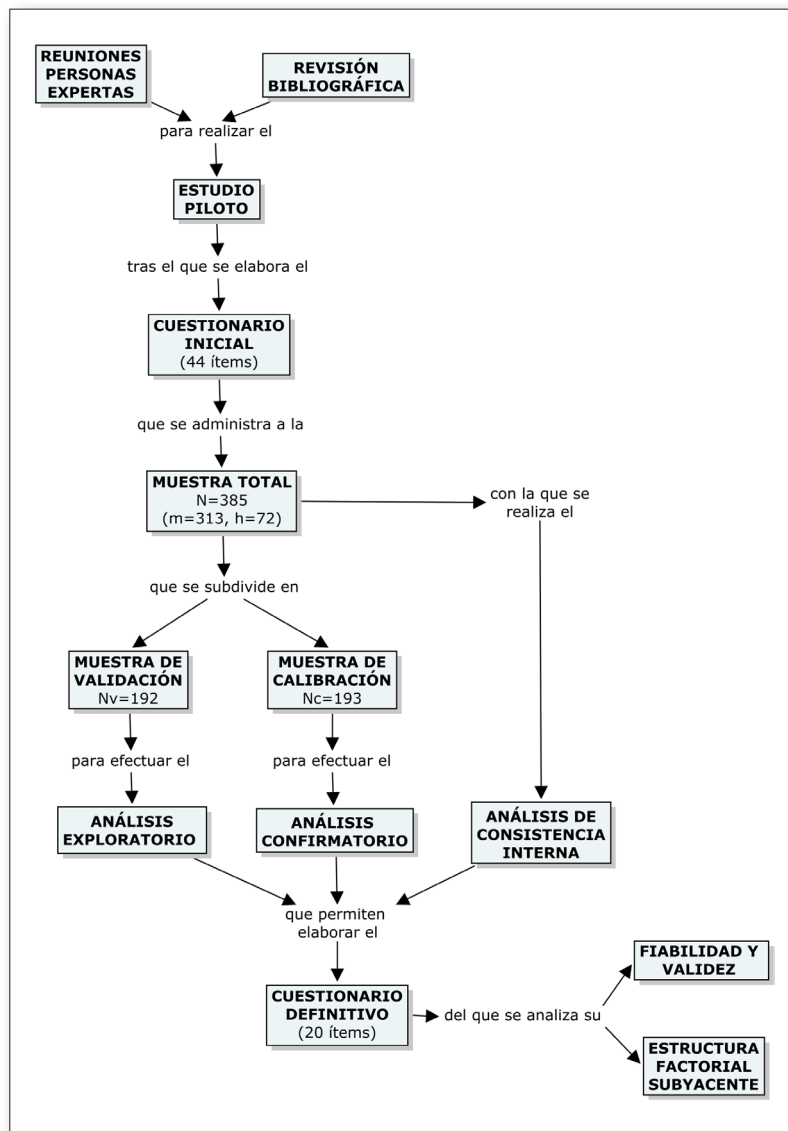 REUNIONES
PERSONAS
EXPERTAS
REVISIÓN
BIBLIOGRÁFICA
para realizar el
ESTUDIO
PILOTO
tras el que se elabora el
CUESTIONARIO
INICIAL
(44 ítems)
que se administra a la
MUESTRA TOTAL
N=385
(m=313, h=72)
con la que se
realiza el
que se subdivide en
MUESTRA DE
VALIDACIÓN
Nv=192
MUESTRA DE
CALIBRACIÓN
Nc=193
para efectuar el
para efectuar el
ANÁLISIS
EXPLORATORIO
ANÁLISIS
CONFIRMATORIO
ANÁLISIS DE
CONSISTENCIA
INTERNA
que permiten
elaborar el
CUESTIONARIO
DEFINITIVO
(20 ítems)
del que se analiza su
FIABILIDAD Y
VALIDEZ
ESTRUCTURA
FACTORIAL
SUBYACENTE